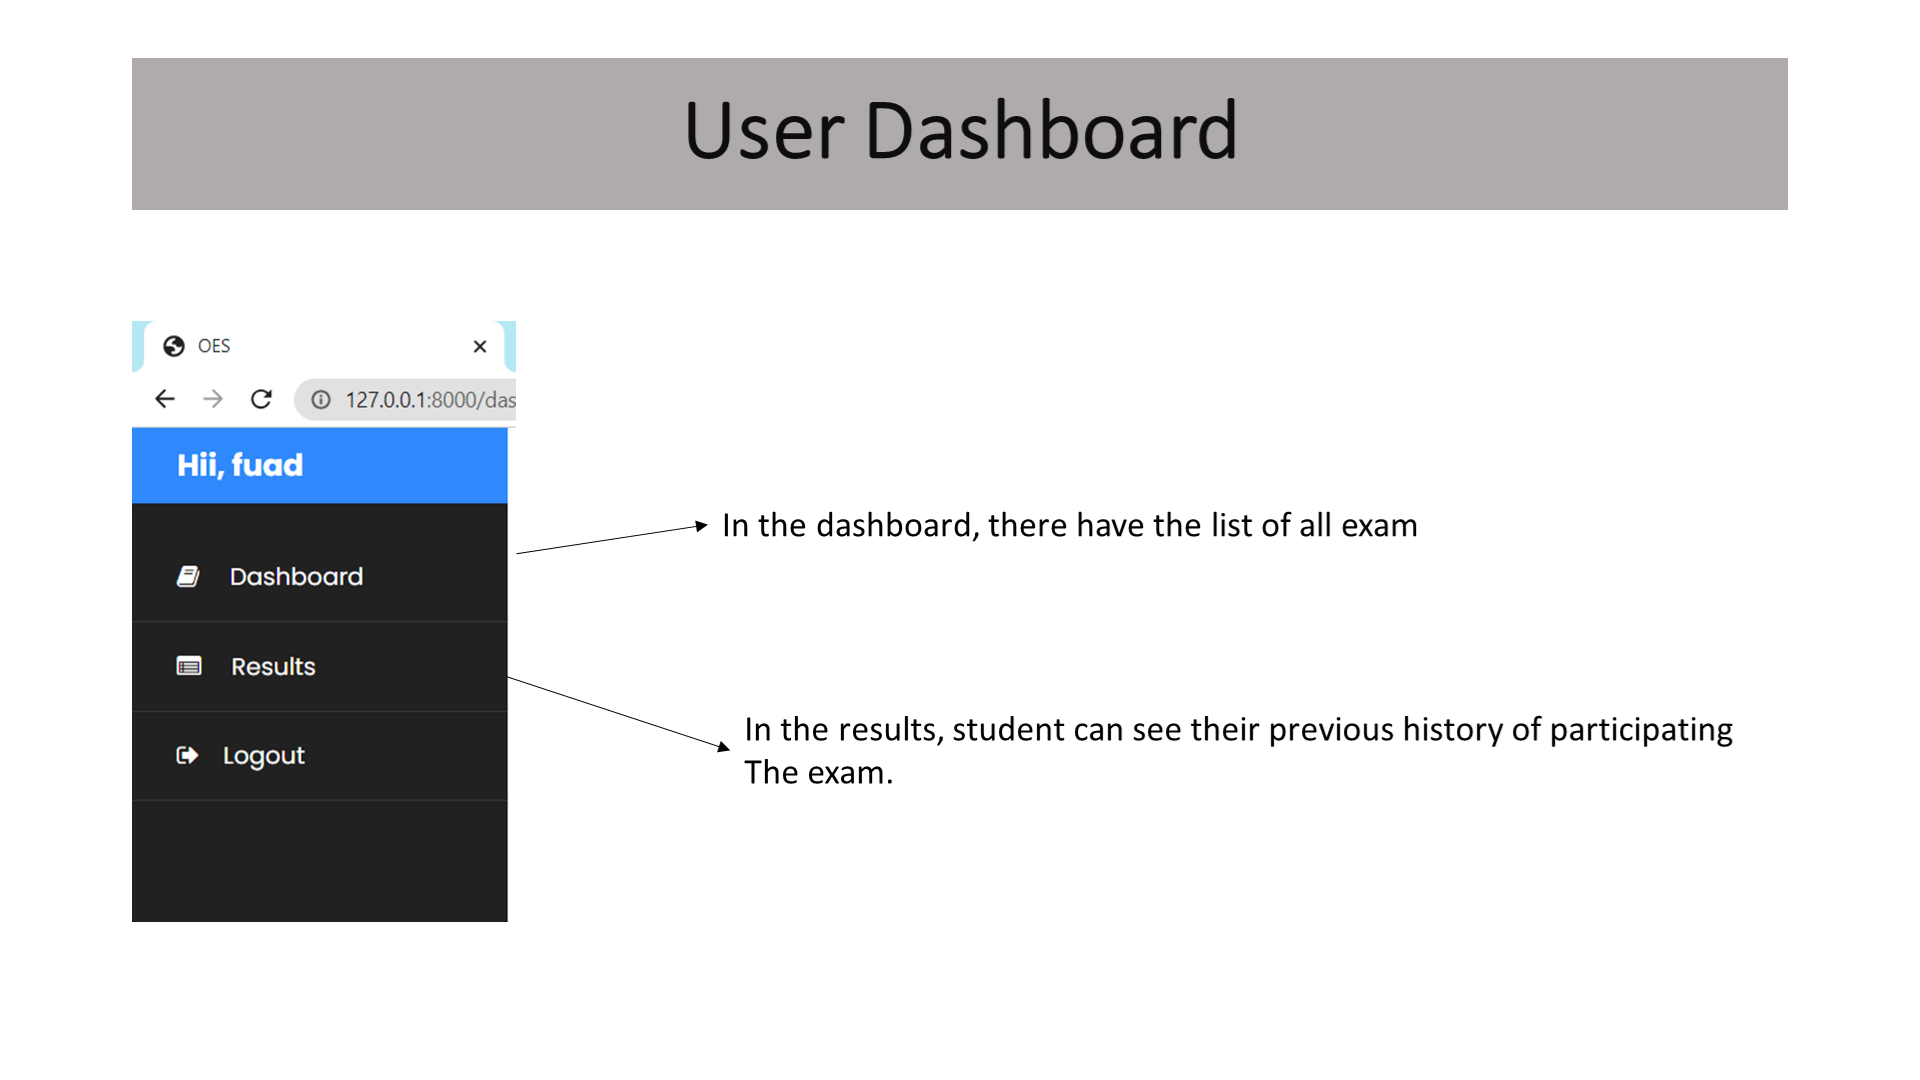 User Dashboard
OES
127.0.0.1:8000/das
Hii, fuad
Dashboard
Results
Logout
In the dashboard, there have the list of all exam
In the results, student can see their previous history of participating
The exam.